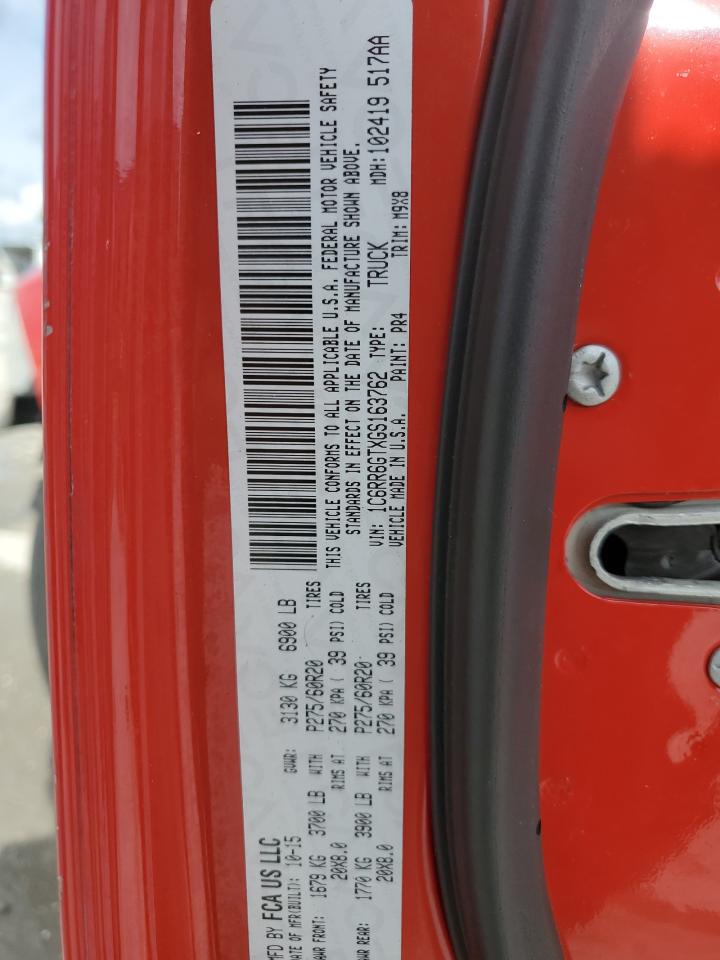 MFD BY FCA US LLC
DATE OF MFR(BUILT): 10-15 GVWR: 3130 KG 6900 LB
GAWR FRONT: 1679 KG 3700 LB WITH P275/60R20 TIRES
20X8.0 RIMS AT 270 KPA ( 39 PSI) COLD
GAWR REAR: 1770 KG 3900 LB WITH P275/60R20 TIRES
20X8.0 RIMS AT 270 KPA ( 39 PSI) COLD
THIS VEHICLE CONFORMS TO ALL APPLICABLE U.S.A. FEDERAL MOTOR VEHICLE SAFETY
STANDARDS IN EFFECT ON THE DATE OF MANUFACTURE SHOWN ABOVE.
VIN: 1C6RR6GTXGS163762 TYPE: TRUCK MDH:102419 517AA
VEHICLE MADE IN U.S.A. PAINT: PR4 TRIM: M9X8